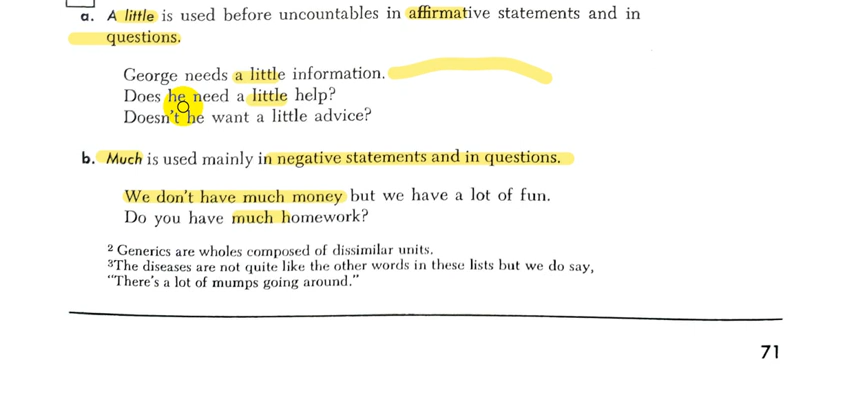 a. A little is used before uncountables in affirmative statements and in
questions.
George needs a little information.
Does he need a little help?
Doesn't he want a little advice?
b. Much is used mainly in negative statements and in questions.
We don't have much money but we have a lot of fun.
Do you have much homework?
2 Generics are wholes composed of dissimilar units.
3The diseases are not quite like the other words in these lists but we do say,
"There's a lot of mumps going around."
71